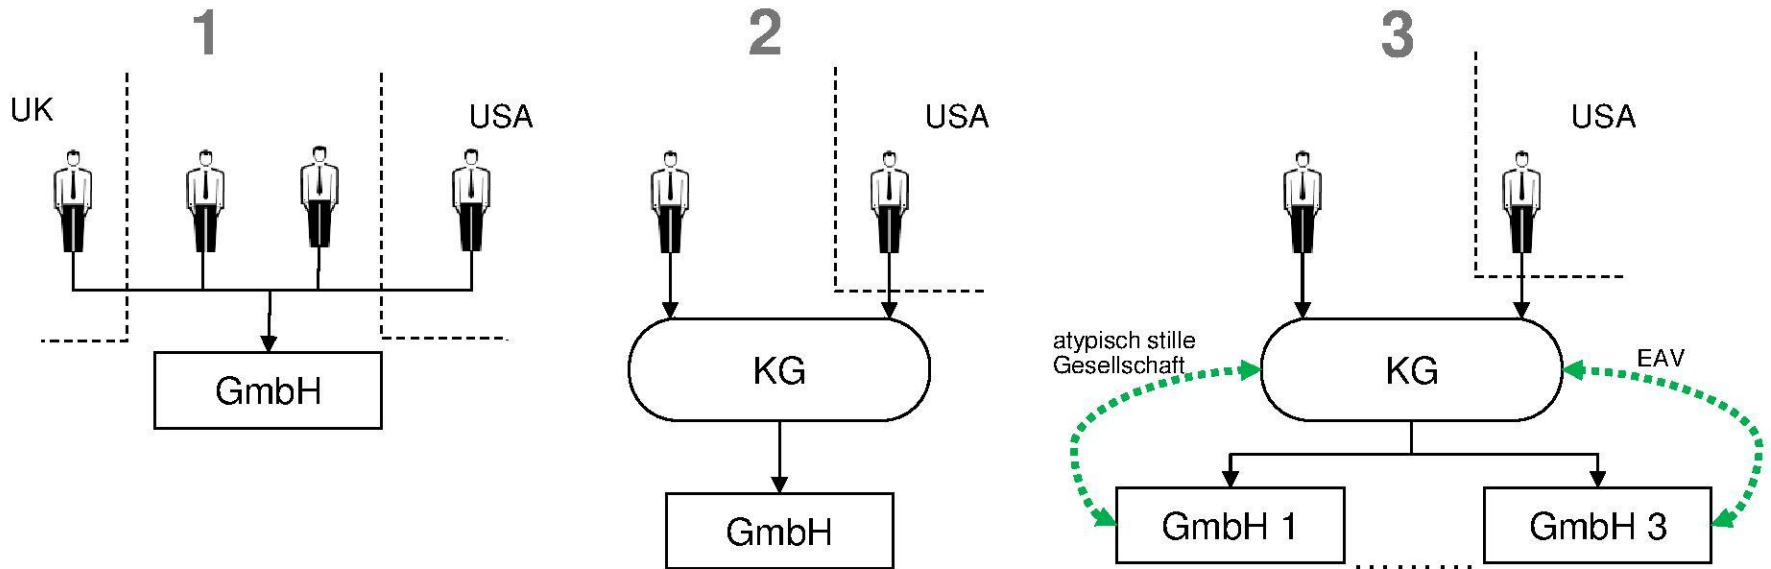 1
UK
USA
GmbH
2
USA
KG
GmbH
3
USA
atypisch stille
Gesellschaft
KG
EAV
GmbH 1
GmbH 3